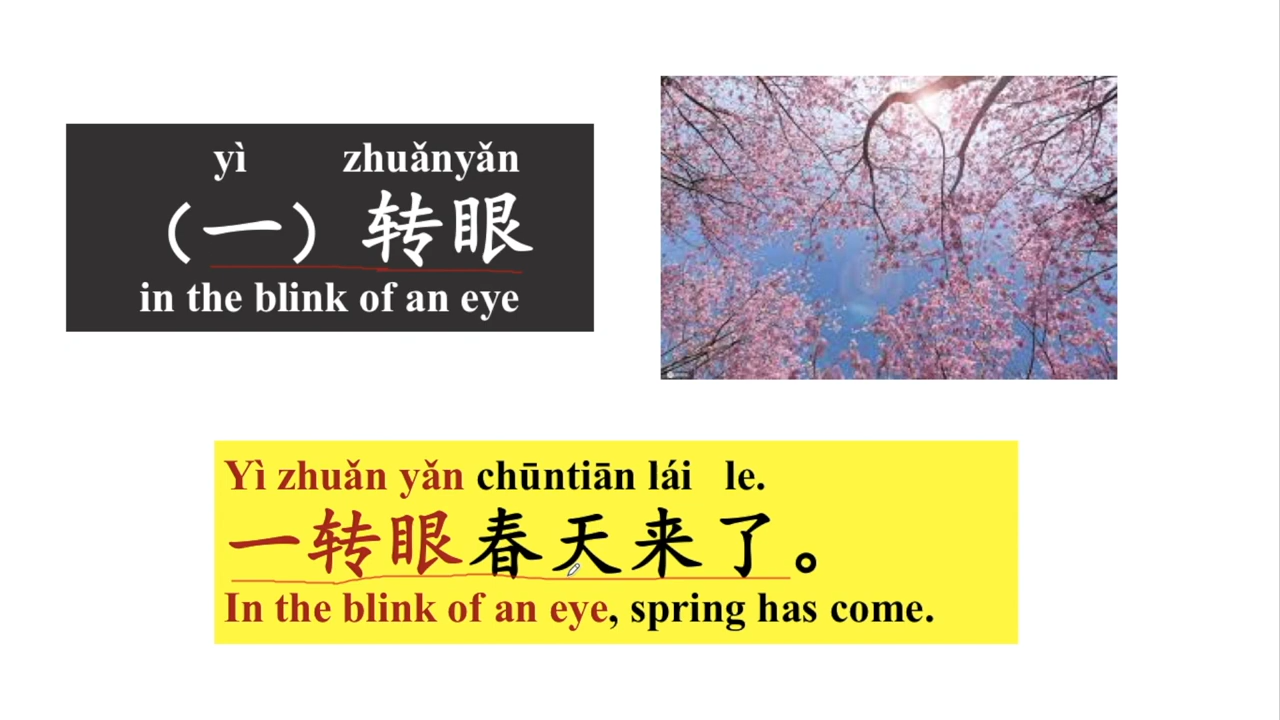 yì zhuǎnyǎn
（一）转眼
in the blink of an eye
Yì zhuǎn yǎn chūntiān lái le.
一转眼春天来了。
In the blink of an eye, spring has come.